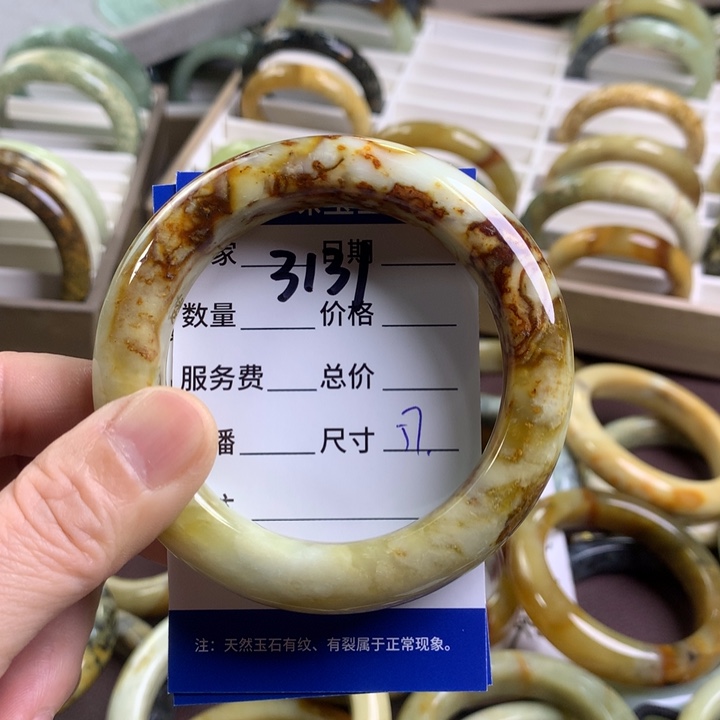 家 日期
3131
数量 价格
服务费 总价
播 尺寸 57.
注：天然玉石有纹、有裂属于正常现象。